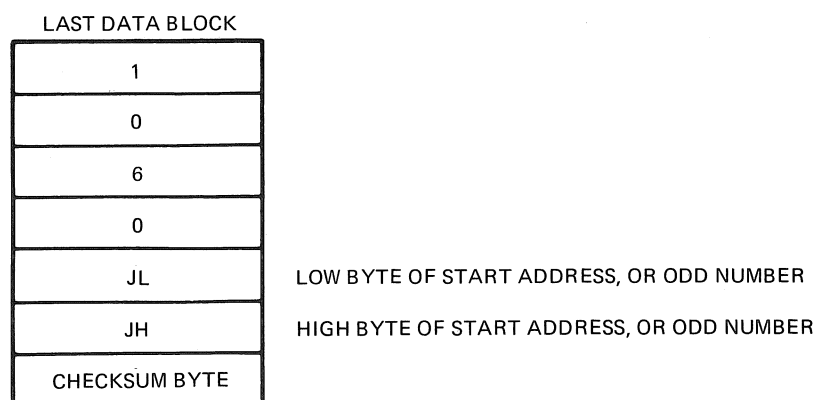 LAST DATA BLOCK
1
0
6
0
JL LOW BYTE OF START ADDRESS, OR ODD NUMBER
JH HIGH BYTE OF START ADDRESS, OR ODD NUMBER
CHECKSUM BYTE